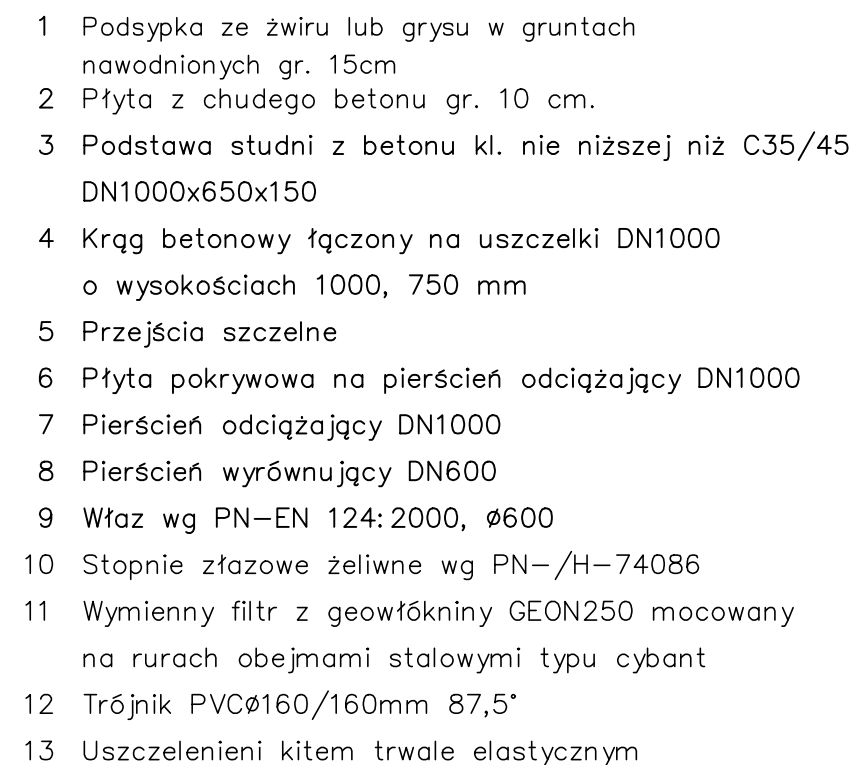 1 Podsypka ze żwiru lub grysu w gruntach
nawodnionych gr. 15cm
2 Płyta z chudego betonu gr. 10 cm.
3 Podstawa studni z betonu kl. nie niższej niż C35/45
DN1000x650x150
4 Krąg betonowy łączony na uszczelki DN1000
o wysokościach 1000, 750 mm
5 Przejścia szczelne
6 Płyta pokrywowa na pierścień odciążający DN1000
7 Pierścień odciążający DN1000
8 Pierścień wyrównujący DN600
9 Właz wg PN-EN 124:2000, ø600
10 Stopnie złazowe żeliwne wg PN-/H-74086
11 Wymienny filtr z geowłókniny GEON250 mocowany
na rurach obejmami stalowymi typu cybant
12 Trójnik PVCø160/160mm 87,5°
13 Uszczelenieni kitem trwale elastycznym